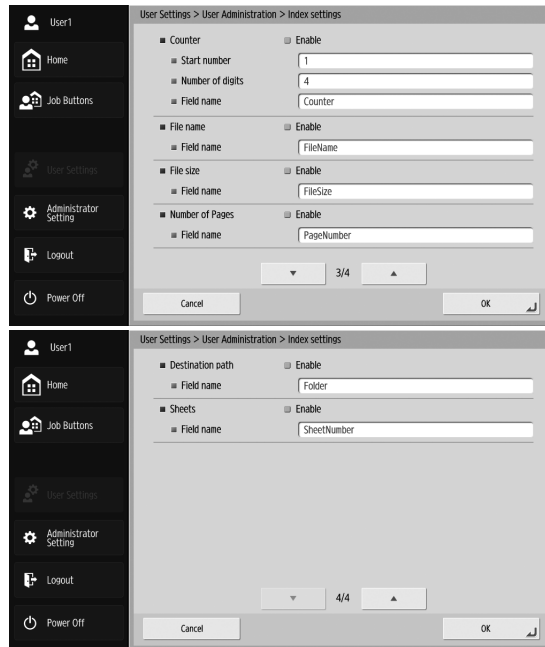 User1
Home
Job Buttons
User Settings
Administrator
Setting
Logout
Power Off
User Settings > User Administration > Index settings
Counter Enable
Start number 1
Number of digits 4
Field name Counter
File name Enable
Field name FileName
File size Enable
Field name FileSize
Number of Pages Enable
Field name PageNumber
3/4
Cancel OK
User1
Home
Job Buttons
User Settings
Administrator
Setting
Logout
Power Off
User Settings > User Administration > Index settings
Destination path Enable
Field name Folder
Sheets Enable
Field name SheetNumber
4/4
Cancel OK